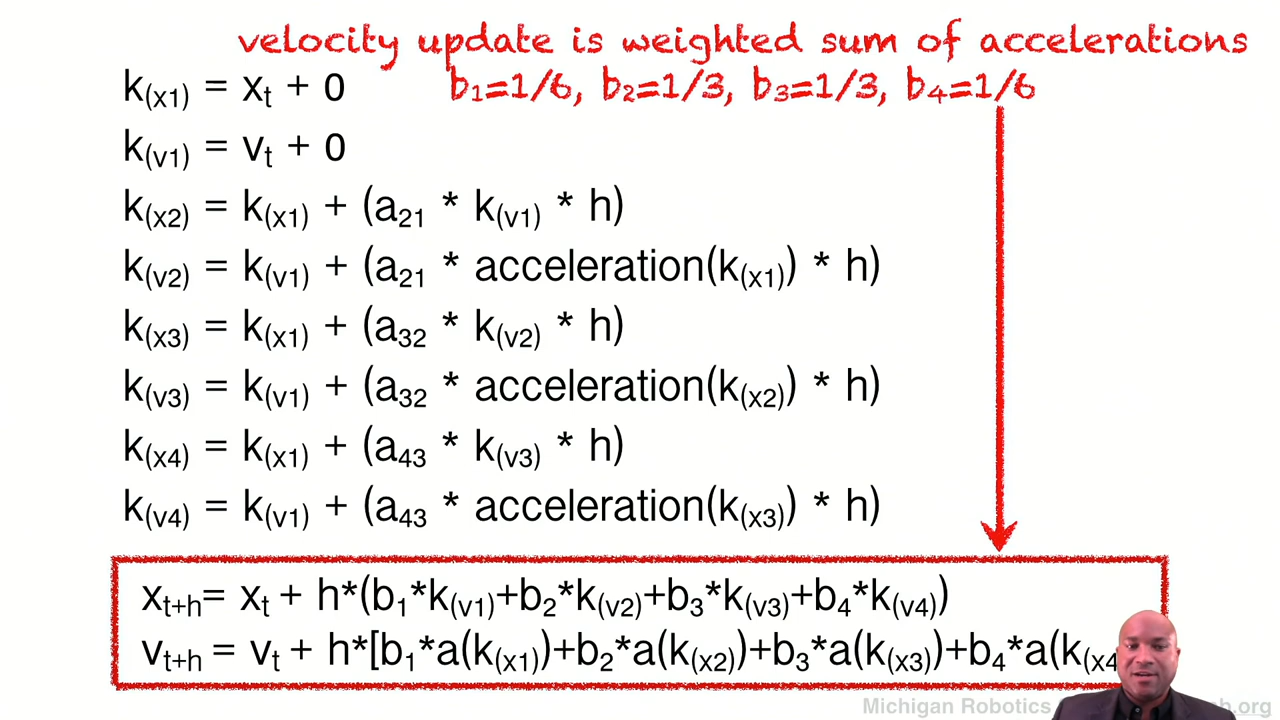 velocity update is weighted sum of accelerations
b₁=1/6, b₂=1/3, b₃=1/3, b₄=1/6
k₍ₓ₁₎ = xₜ + 0
k₍ᵥ₁₎ = vₜ + 0
k₍ₓ₂₎ = k₍ₓ₁₎ + (a₂₁ * k₍ᵥ₁₎ * h)
k₍ᵥ₂₎ = k₍ᵥ₁₎ + (a₂₁ * acceleration(k₍ₓ₁₎) * h)
k₍ₓ₃₎ = k₍ₓ₁₎ + (a₃₂ * k₍ᵥ₂₎ * h)
k₍ᵥ₃₎ = k₍ᵥ₁₎ + (a₃₂ * acceleration(k₍ₓ₂₎) * h)
k₍ₓ₄₎ = k₍ₓ₁₎ + (a₄₃ * k₍ᵥ₃₎ * h)
k₍ᵥ₄₎ = k₍ᵥ₁₎ + (a₄₃ * acceleration(k₍ₓ₃₎) * h)
xₜ₊ₕ= xₜ + h*(b₁*k₍ᵥ₁₎+b₂*k₍ᵥ₂₎+b₃*k₍ᵥ₃₎+b₄*k₍ᵥ₄₎)
vₜ₊ₕ = vₜ + h*[b₁*a(k₍ₓ₁₎)+b₂*a(k₍ₓ₂₎)+b₃*a(k₍ₓ₃₎)+b₄*a(k₍ₓ₄
Michigan Robotics
.org